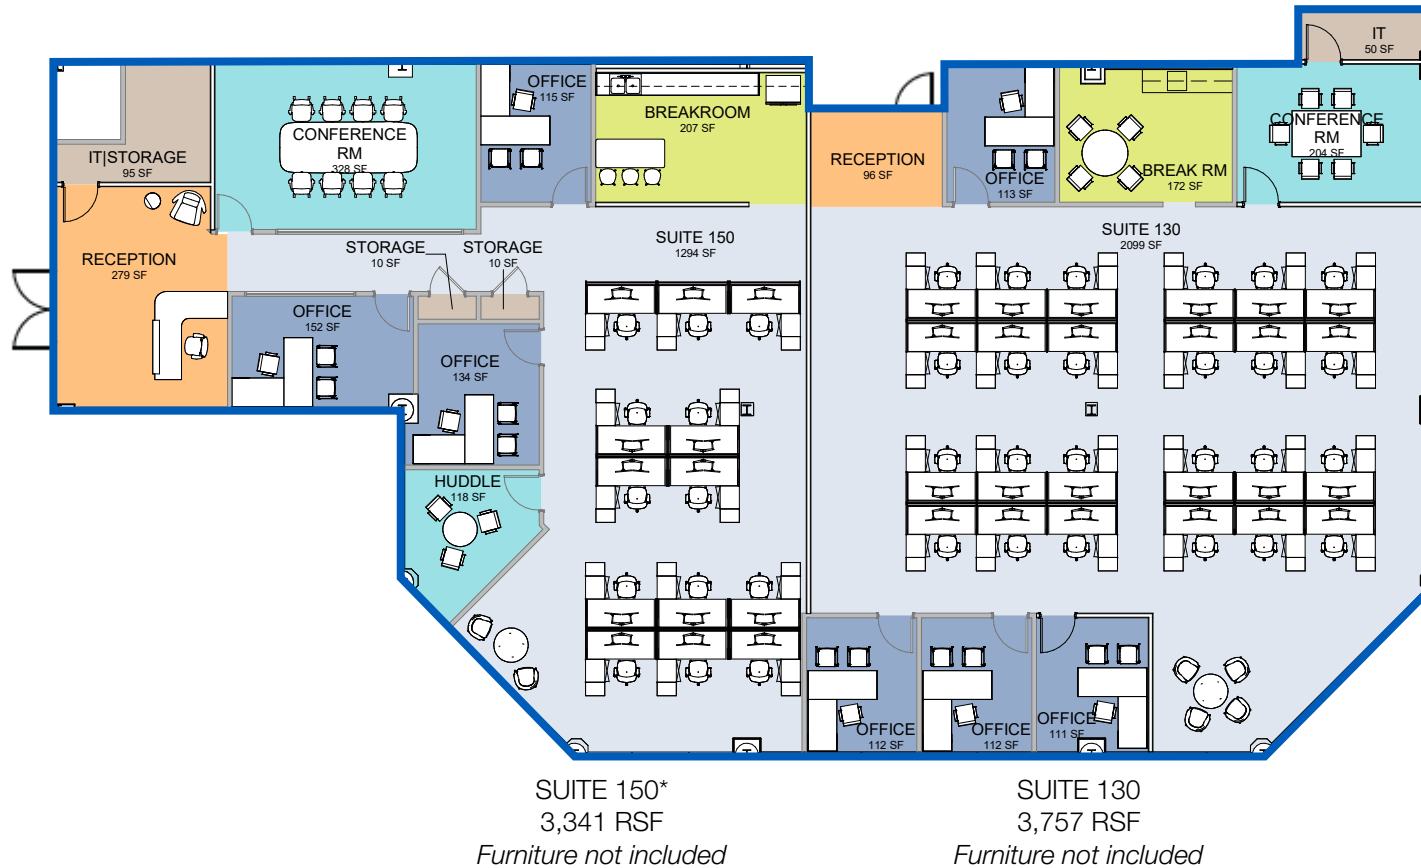 IT
50 SF
OFFICE
115 SF
BREAKROOM
207 SF
CONFERENCE
RM
328 SF
IT|STORAGE
95 SF
RECEPTION
96 SF
OFFICE
113 SF
BREAK RM
172 SF
CONFERENCE
RM
204 SF
RECEPTION
279 SF
STORAGE
10 SF
STORAGE
10 SF
SUITE 150
1294 SF
SUITE 130
2099 SF
OFFICE
152 SF
OFFICE
134 SF
HUDDLE
118 SF
OFFICE
112 SF
OFFICE
112 SF
OFFICE
111 SF
SUITE 150*
3,341 RSF
Furniture not included
SUITE 130
3,757 RSF
Furniture not included